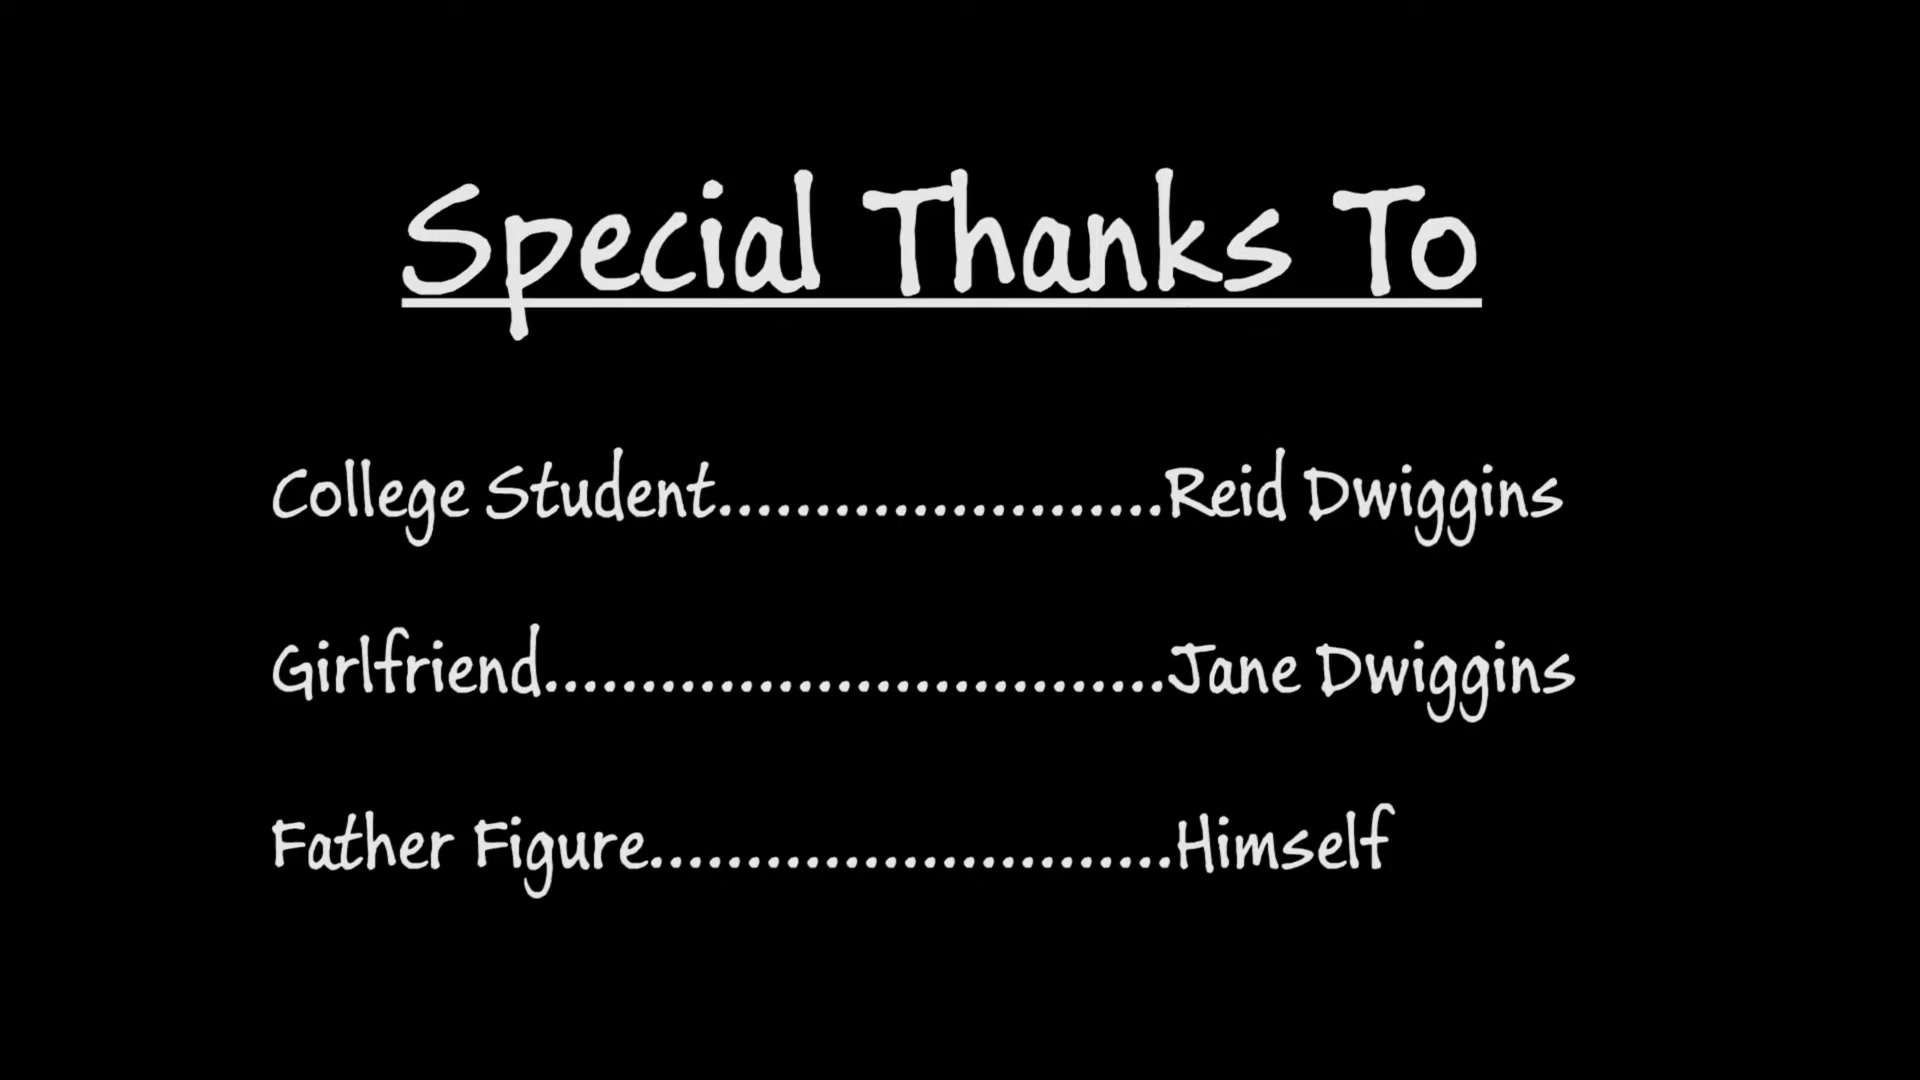 Special Thanks To
College Student.......................Reid Dwiggins
Girlfriend................................Jane Dwiggins
Father Figure...........................Himself